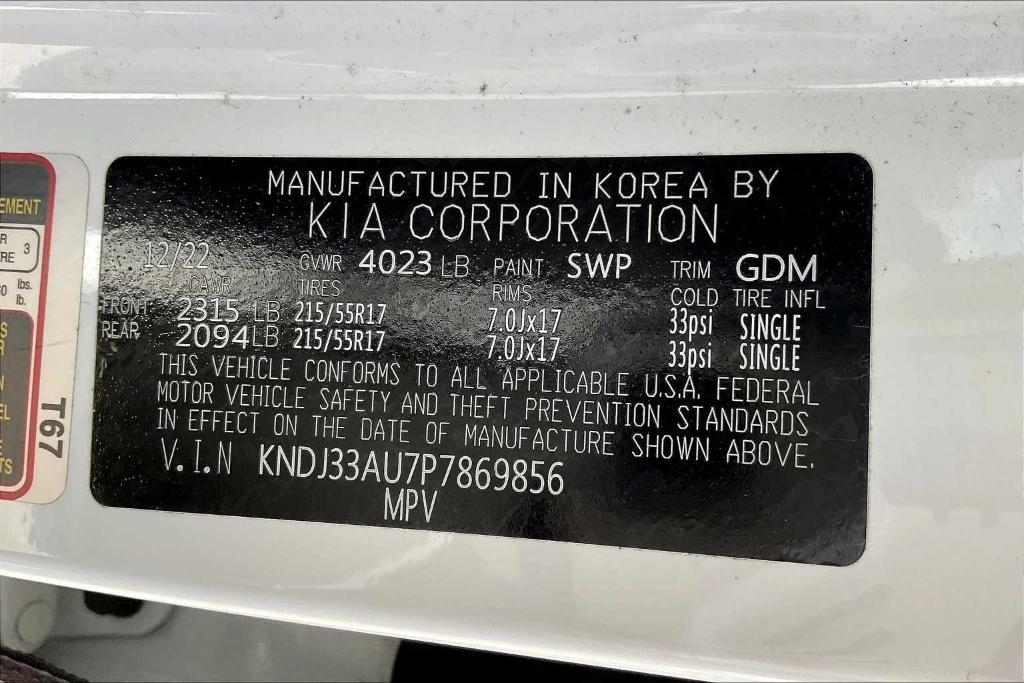 MANUFACTURED IN KOREA BY
KIA CORPORATION
12/22 GVWR 4023 LB PAINT SWP TRIM GDM
GAWR TIRES RIMS COLD TIRE INFL
FRONT 2315 LB 215/55R17 7.0Jx17 33psi SINGLE
REAR 2094 LB 215/55R17 7.0Jx17 33psi SINGLE
THIS VEHICLE CONFORMS TO ALL APPLICABLE U.S.A. FEDERAL
MOTOR VEHICLE SAFETY AND THEFT PREVENTION STANDARDS
IN EFFECT ON THE DATE OF MANUFACTURE SHOWN ABOVE.
V.I.N KNDJ33AU7P7869856
MPV
3
lbs.
lb.
T67